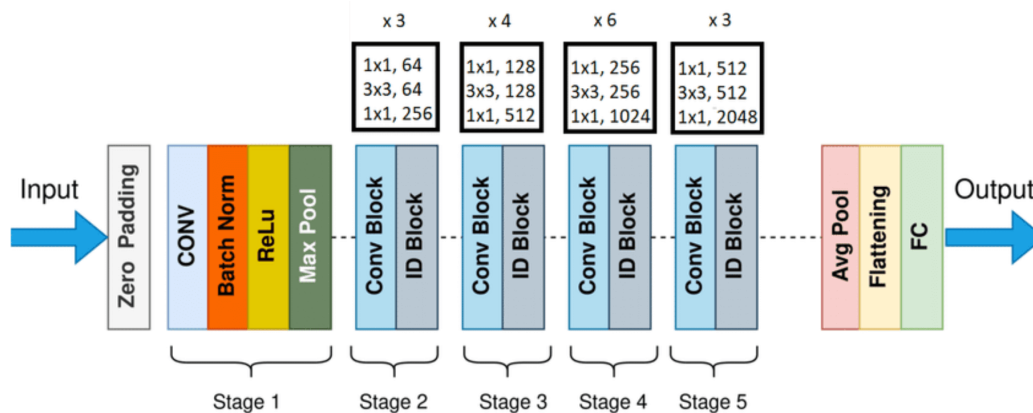 x 3
x 4
x 6
x 3
1x1, 64
3x3, 64
1x1, 256
1x1, 128
3x3, 128
1x1, 512
1x1, 256
3x3, 256
1x1, 1024
1x1, 512
3x3, 512
1x1, 2048
Input
Zero Padding
CONV
Batch Norm
ReLu
Max Pool
Conv Block
ID Block
Conv Block
ID Block
Conv Block
ID Block
Conv Block
ID Block
Avg Pool
Flattening
FC
Output
Stage 1
Stage 2
Stage 3
Stage 4
Stage 5